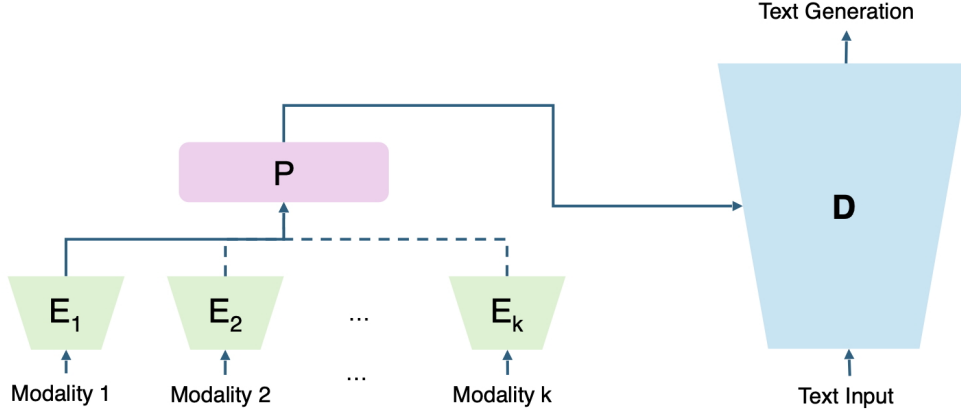 Text Generation
P
D
E₁
E₂
...
Eₖ
Modality 1
Modality 2
...
Modality k
Text Input